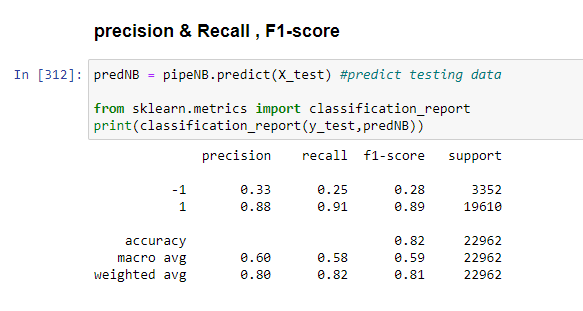 precision & Recall , F1-score
In [312]: predNB = pipeNB.predict(X_test) #predict testing data
from sklearn.metrics import classification_report
print(classification_report(y_test,predNB))
precision recall f1-score support
-1 0.33 0.25 0.28 3352
1 0.88 0.91 0.89 19610
accuracy 0.82 22962
macro avg 0.60 0.58 0.59 22962
weighted avg 0.80 0.82 0.81 22962